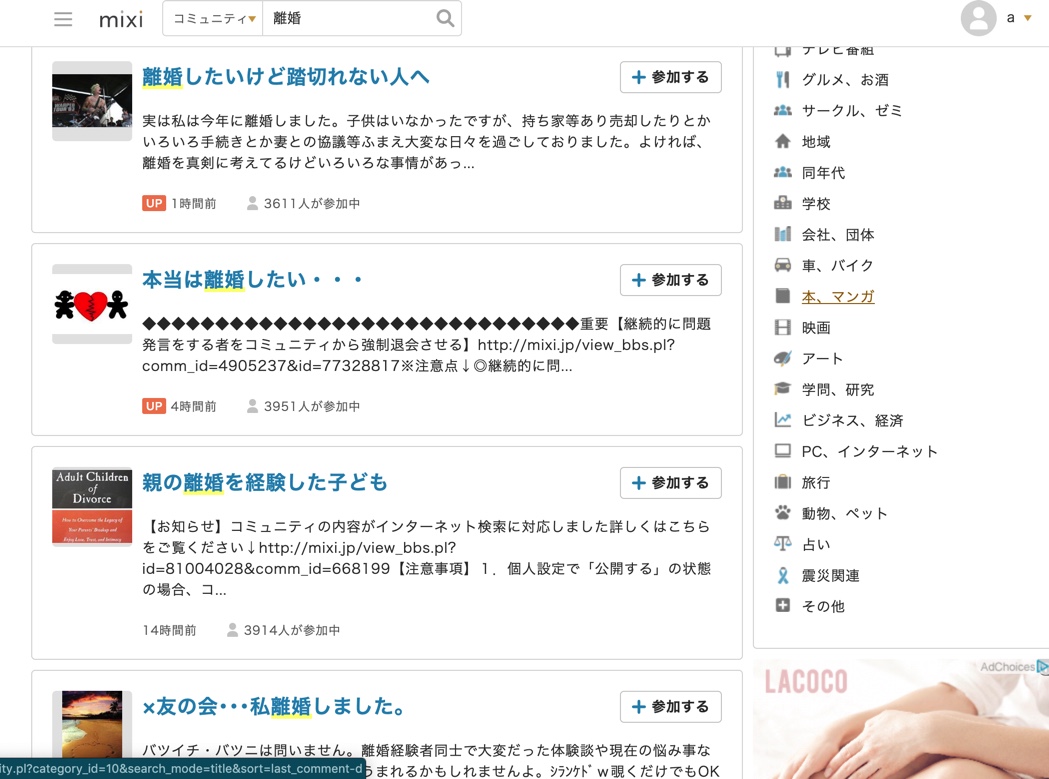 mixi
コミュニティ▾
離婚
a
離婚したいけど踏切れない人へ
+ 参加する
実は私は今年に離婚しました。子供はいなかったですが、持ち家等あり売却したりとか
いろいろ手続きとか妻との協議等ふまえ大変な日々を過ごしておりました。よければ、
離婚を真剣に考えてるけどいろいろな事情があっ...
UP 1時間前 3611人が参加中
本当は離婚したい・・・
+ 参加する
◆◆◆◆◆◆◆◆◆◆◆◆◆◆◆◆◆◆◆◆◆◆◆◆◆◆◆◆◆◆重要【継続的に問題
発言をする者をコミュニティから強制退会させる】http://mixi.jp/view_bbs.pl?
comm_id=4905237&id=77328817※注意点↓◎継続的に問...
UP 4時間前 3951人が参加中
Adult Children
of
Divorce
How to Overcome the Legacy of
Your Parents' Breakup and
Enjoy Love, Trust, and Intimacy
親の離婚を経験した子ども
+ 参加する
【お知らせ】コミュニティの内容がインターネット検索に対応しました詳しくはこちら
をご覧ください↓http://mixi.jp/view_bbs.pl?
id=81004028&comm_id=668199【注意事項】１．個人設定で「公開する」の状態
の場合、コ...
14時間前 3914人が参加中
×友の会･･･私離婚しました。
+ 参加する
バツイチ・バツニは問いません。離婚経験者同士で大変だった体験談や現在の悩み事な
うまれるかもしれませんよ。ｼﾗﾝｹﾄﾞｗ覗くだけでもOK
ity.pl?category_id=10&search_mode=title&sort=last_comment-d
テレビ番組
グルメ、お酒
サークル、ゼミ
地域
同年代
学校
会社、団体
車、バイク
本、マンガ
映画
アート
学問、研究
ビジネス、経済
PC、インターネット
旅行
動物、ペット
占い
震災関連
その他
AdChoices
LACOCO